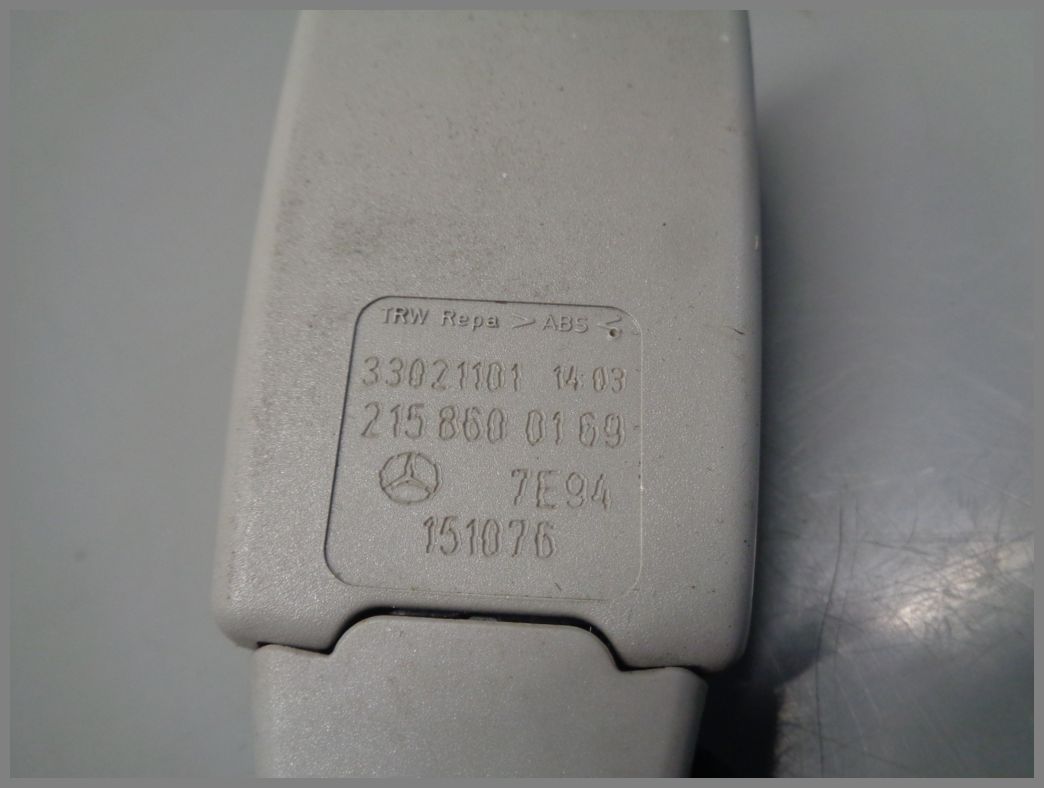 TRW Repa >ABS<
33021101 14 03
215 860 01 69
7E94
151076